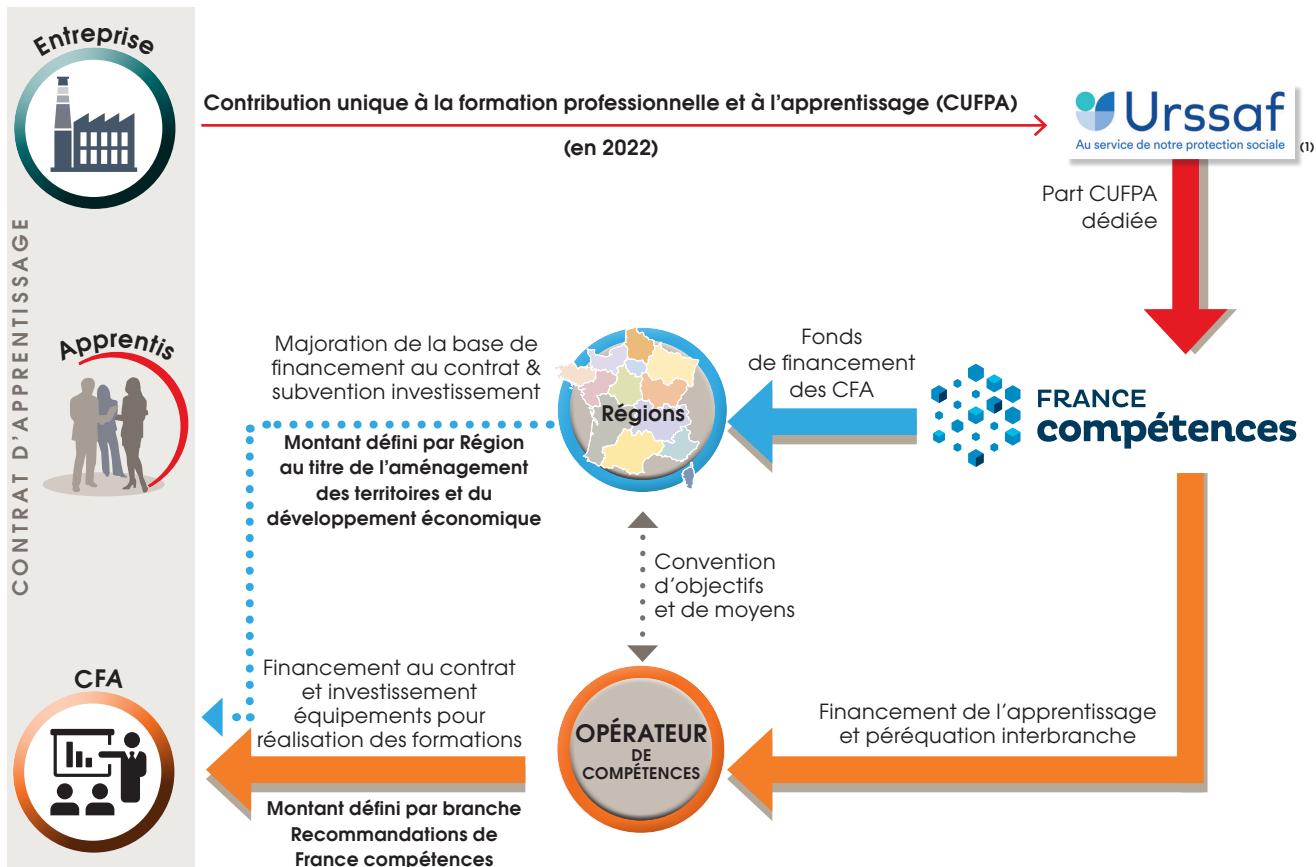 CONTRAT D'APPRENTISSAGE
Entreprise
Contribution unique à la formation professionnelle et à l'apprentissage (CUFPA)
(en 2022)
Urssaf
Au service de notre protection sociale
(1)
Part CUFPA
dédiée
Apprentis
Majoration de la base de
financement au contrat &
subvention investissement
Montant défini par Région
au titre de l'aménagement
des territoires et du
développement économique
Régions
Fonds
de financement
des CFA
FRANCE
compétences
Convention
d'objectifs
et de moyens
CFA
Financement au contrat
et investissement
équipements pour
réalisation des formations
Montant défini par branche
Recommandations de
France compétences
OPÉRATEUR
DE
COMPÉTENCES
Financement de l'apprentissage
et péréquation interbranche